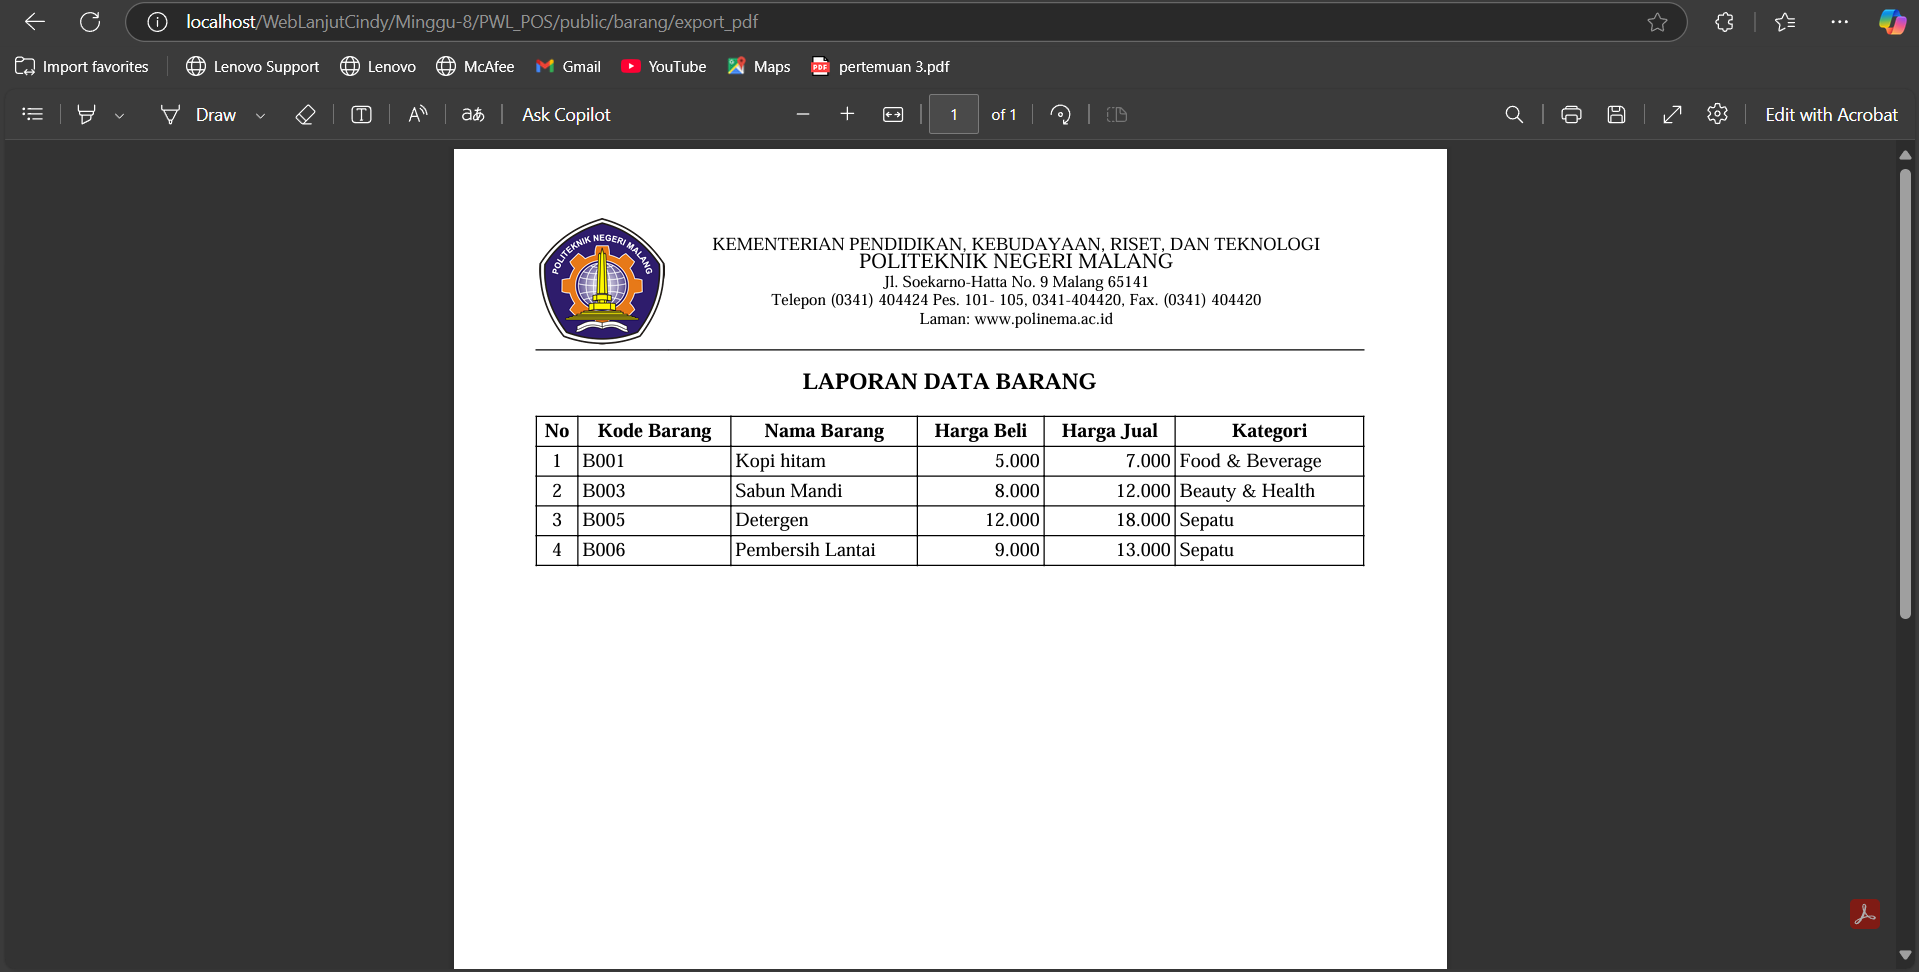 localhost/WebLanjutCindy/Minggu-8/PWL_POS/public/barang/export_pdf
Import favorites Lenovo Support Lenovo McAfee Gmail YouTube Maps PDF pertemuan 3.pdf
Draw T A aあ Ask Copilot 1 of 1 Edit with Acrobat
POLITEKNIK NEGERI MALANG
KEMENTERIAN PENDIDIKAN, KEBUDAYAAN, RISET, DAN TEKNOLOGI
POLITEKNIK NEGERI MALANG
Jl. Soekarno-Hatta No. 9 Malang 65141
Telepon (0341) 404424 Pes. 101- 105, 0341-404420, Fax. (0341) 404420
Laman: www.polinema.ac.id
LAPORAN DATA BARANG
No Kode Barang Nama Barang Harga Beli Harga Jual Kategori
1 B001 Kopi hitam 5.000 7.000 Food & Beverage
2 B003 Sabun Mandi 8.000 12.000 Beauty & Health
3 B005 Detergen 12.000 18.000 Sepatu
4 B006 Pembersih Lantai 9.000 13.000 Sepatu